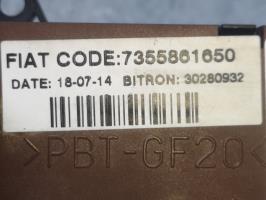 FIAT CODE:7355861650
DATE: 18-07-14 BITRON: 30280932
>PBT-GF20<